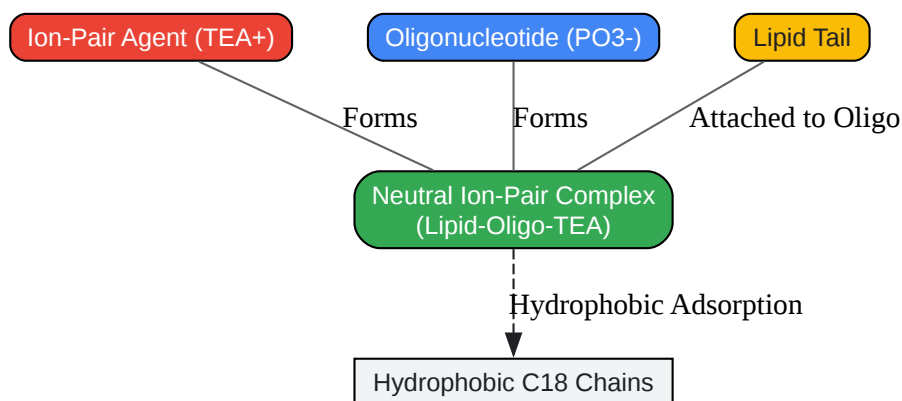 Ion-Pair Agent (TEA+)
Oligonucleotide (PO3-)
Lipid Tail
Forms
Forms
Attached to Oligo
Neutral Ion-Pair Complex
(Lipid-Oligo-TEA)
Hydrophobic Adsorption
Hydrophobic C18 Chains